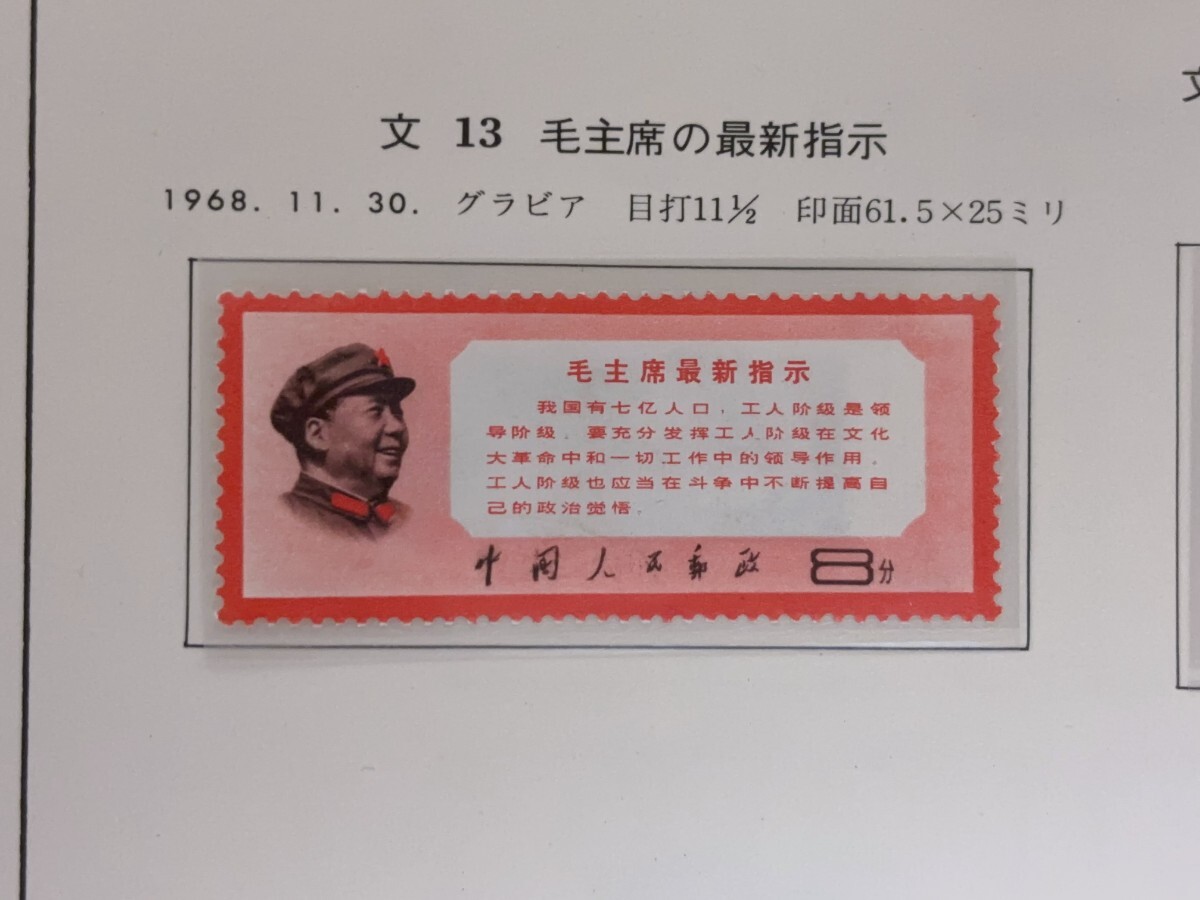 文 13 毛主席の最新指示
1968. 11. 30. グラビア 目打11½ 印面61.5×25ミリ
毛主席最新指示
我国有七亿人口，工人阶级是领
导阶级。要充分发挥工人阶级在文化
大革命中和一切工作中的领导作用。
工人阶级也应当在斗争中不断提高自
己的政治觉悟。
中国人民邮政 8分